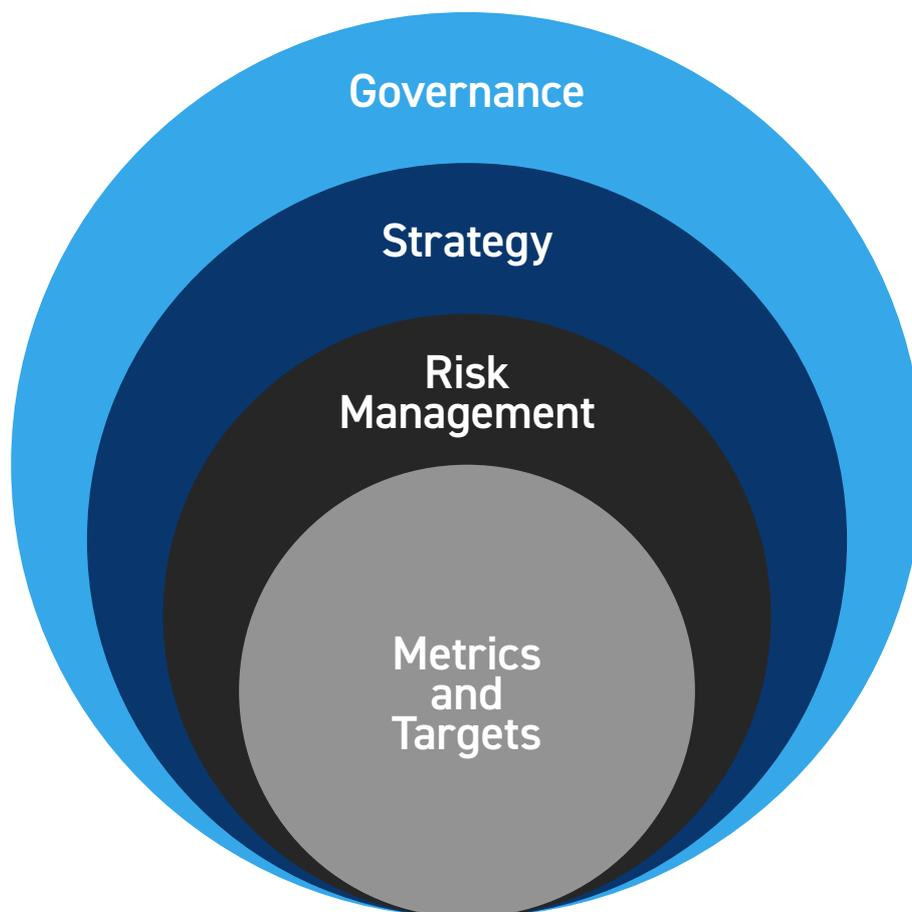 Governance
Strategy
Risk
Management
Metrics
and
Targets